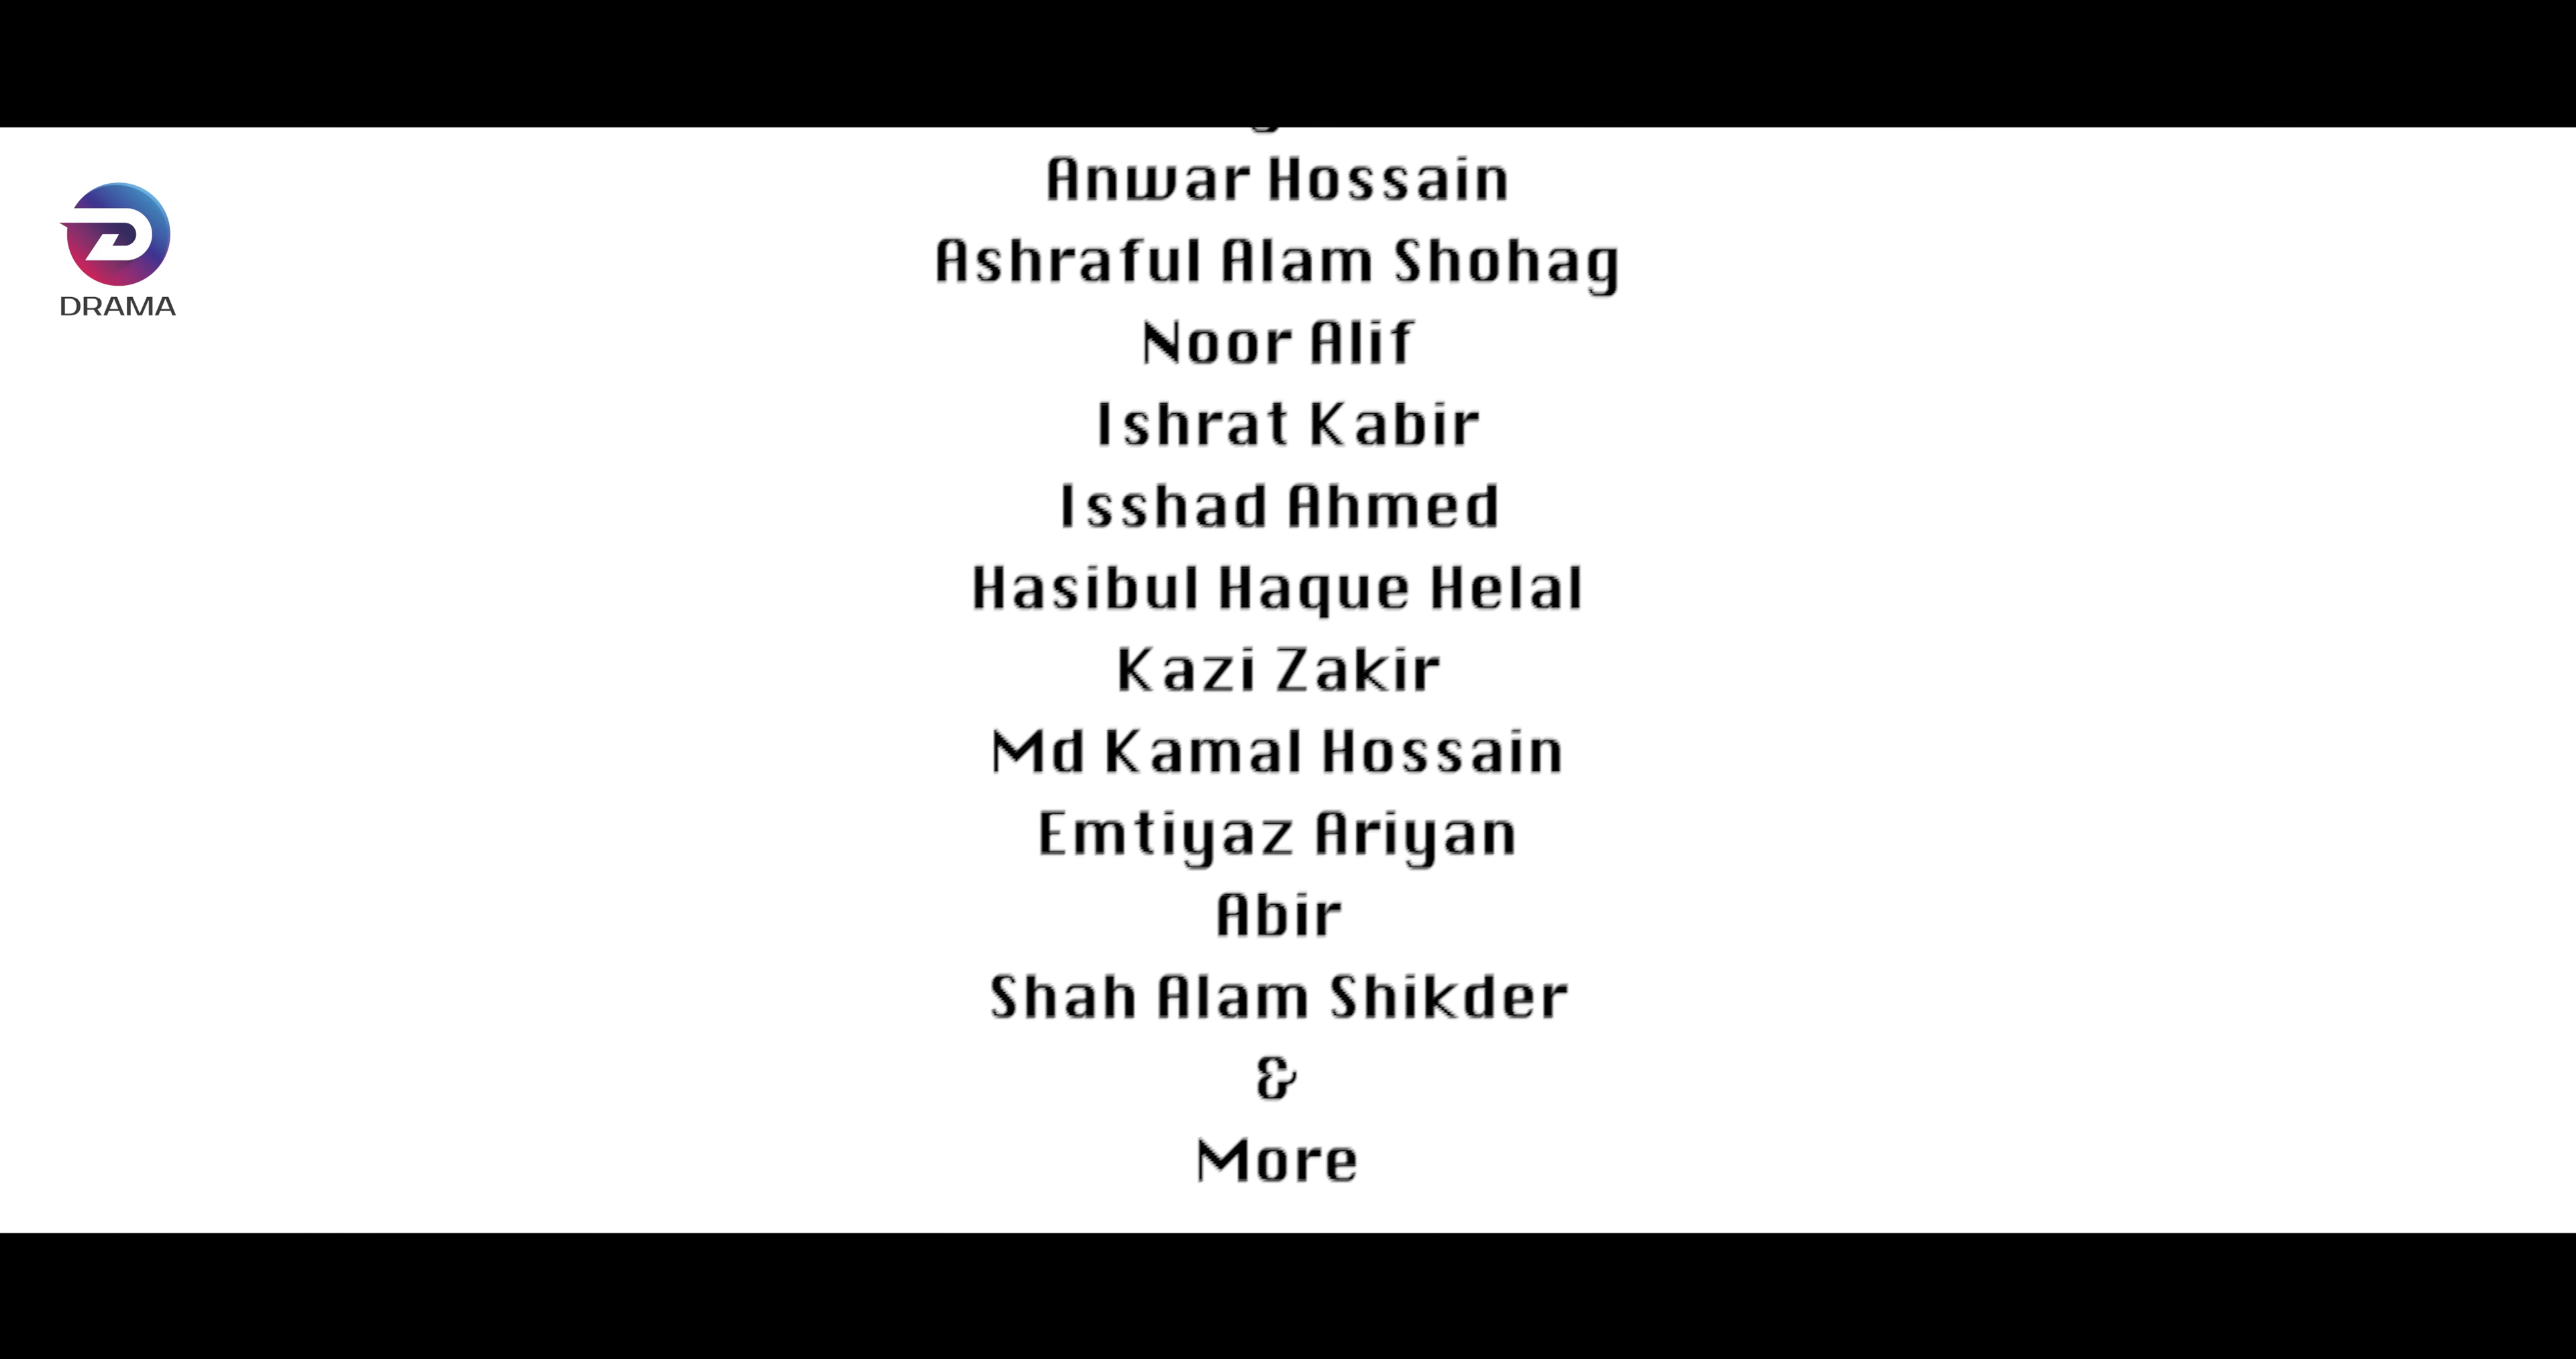 DRAMA
Anwar Hossain
Ashraful Alam Shohag
Noor Alif
Ishrat Kabir
Isshad Ahmed
Hasibul Haque Helal
Kazi Zakir
Md Kamal Hossain
Emtiyaz Ariyan
Abir
Shah Alam Shikder
&
More